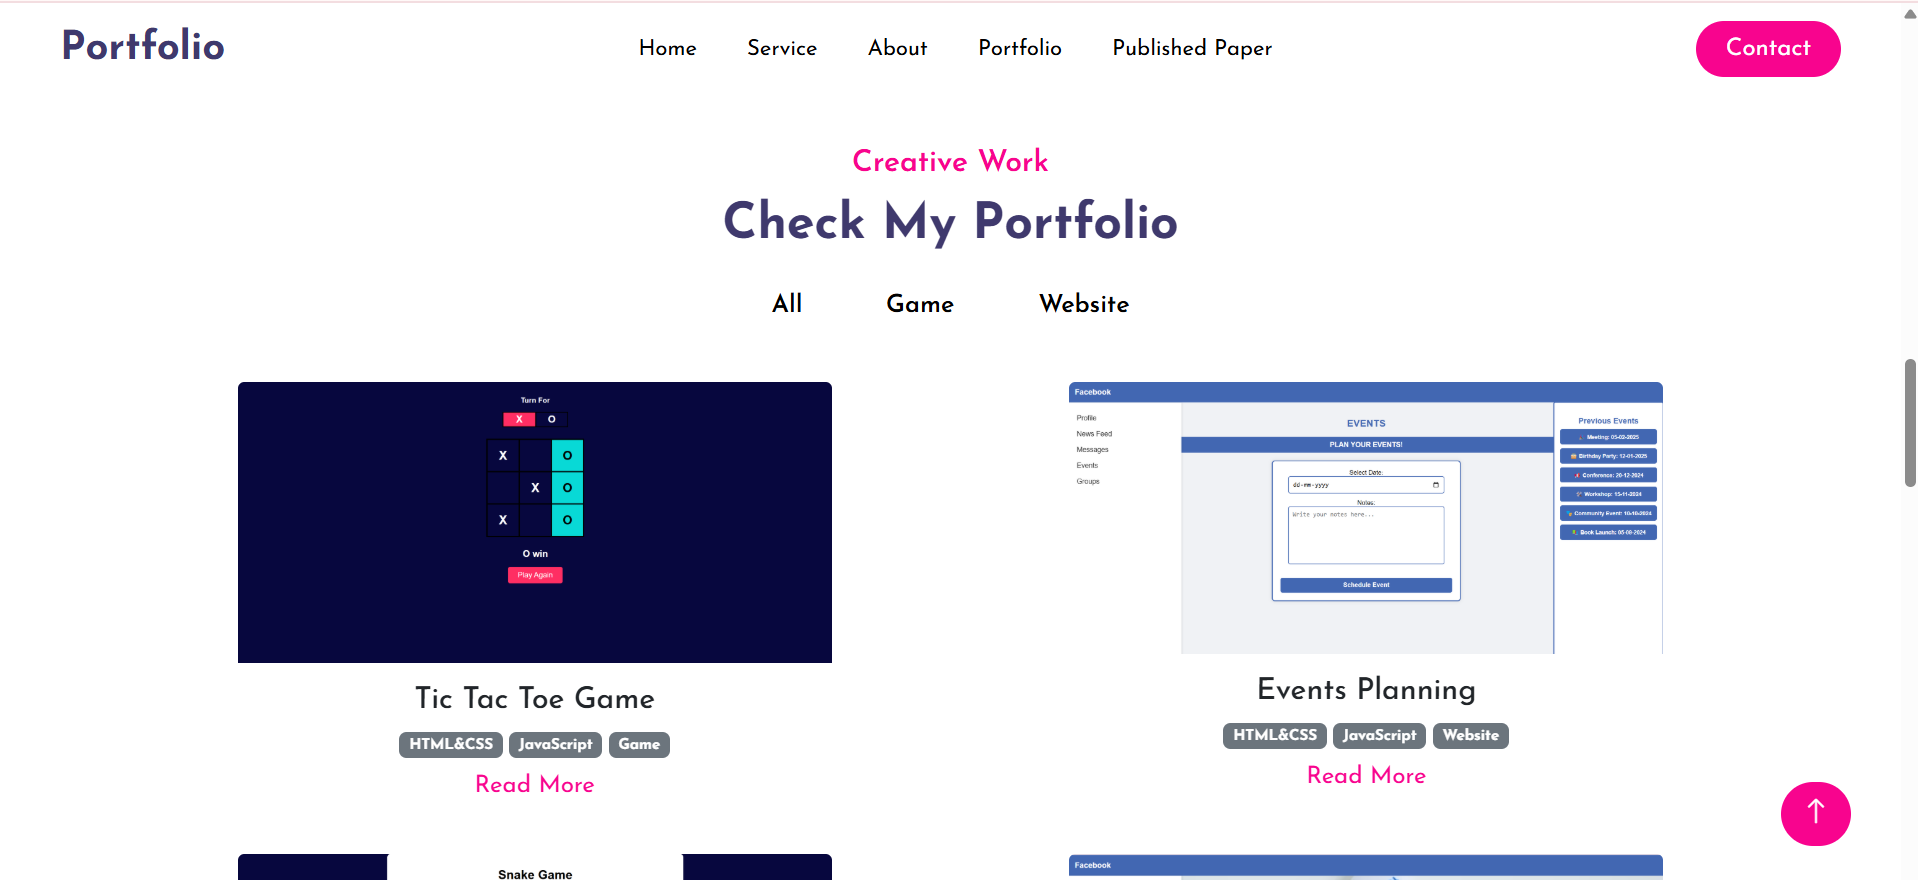 Portfolio
Home Service About Portfolio Published Paper
Contact
Creative Work
Check My Portfolio
All Game Website
Turn For
X O
X O
X O
X O
O win
Play Again
Tic Tac Toe Game
HTML&CSS JavaScript Game
Read More
Facebook
Profile
News Feed
Messages
Events
Groups
EVENTS
PLAN YOUR EVENTS!
Select Date:
dd-mm-yyyy
Notes:
Write your notes here...
Schedule Event
Previous Events
Meeting: 05-02-2025
Birthday Party: 12-01-2025
Conference: 20-12-2024
Workshop: 15-11-2024
Community Event: 10-10-2024
Book Launch: 05-09-2024
Events Planning
HTML&CSS JavaScript Website
Read More
Snake Game
Facebook